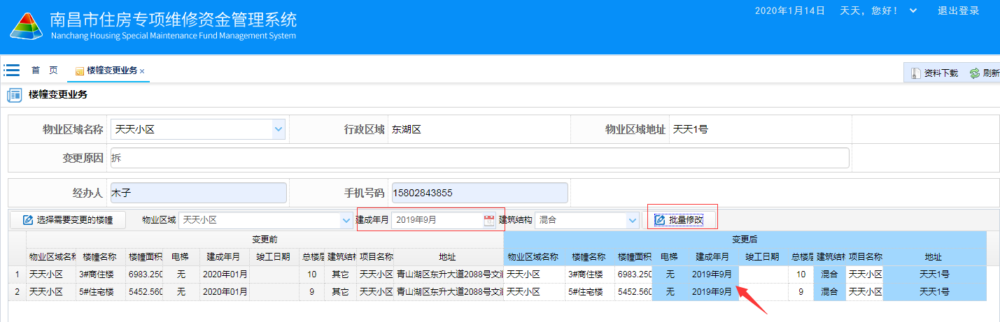 南昌市住房专项维修资金管理系统
Nanchang Housing Special Maintenance Fund Management System
2020年1月14日 天天，您好！ 退出登录
首 页 楼幢变更业务 × 资料下载 刷新
楼幢变更业务
物业区域名称 天天小区 行政区域 东湖区 物业区域地址 天天1号
变更原因 拆
经办人 木子 手机号码 15802843855
选择需要变更的楼幢 物业区域 天天小区 建成年月 2019年9月 建筑结构 混合 批量修改
变更前 变更后
物业区域名称 楼幢名称 楼幢面积 电梯 建成年月 竣工日期 总楼层 建筑结构 项目名称 地址 物业区域名称 楼幢名称 楼幢面积 电梯 建成年月 竣工日期 总楼层 建筑结构 项目名称 地址
1 天天小区 3#商住楼 6983.250 无 2020年01月 10 其它 天天小区 青山湖区东升大道2088号文 天天小区 3#商住楼 6983.250 无 2019年9月 10 混合 天天小区 天天1号
2 天天小区 5#住宅楼 5452.560 无 2020年01月 9 其它 天天小区 青山湖区东升大道2088号文 天天小区 5#住宅楼 5452.560 无 2019年9月 9 混合 天天小区 天天1号